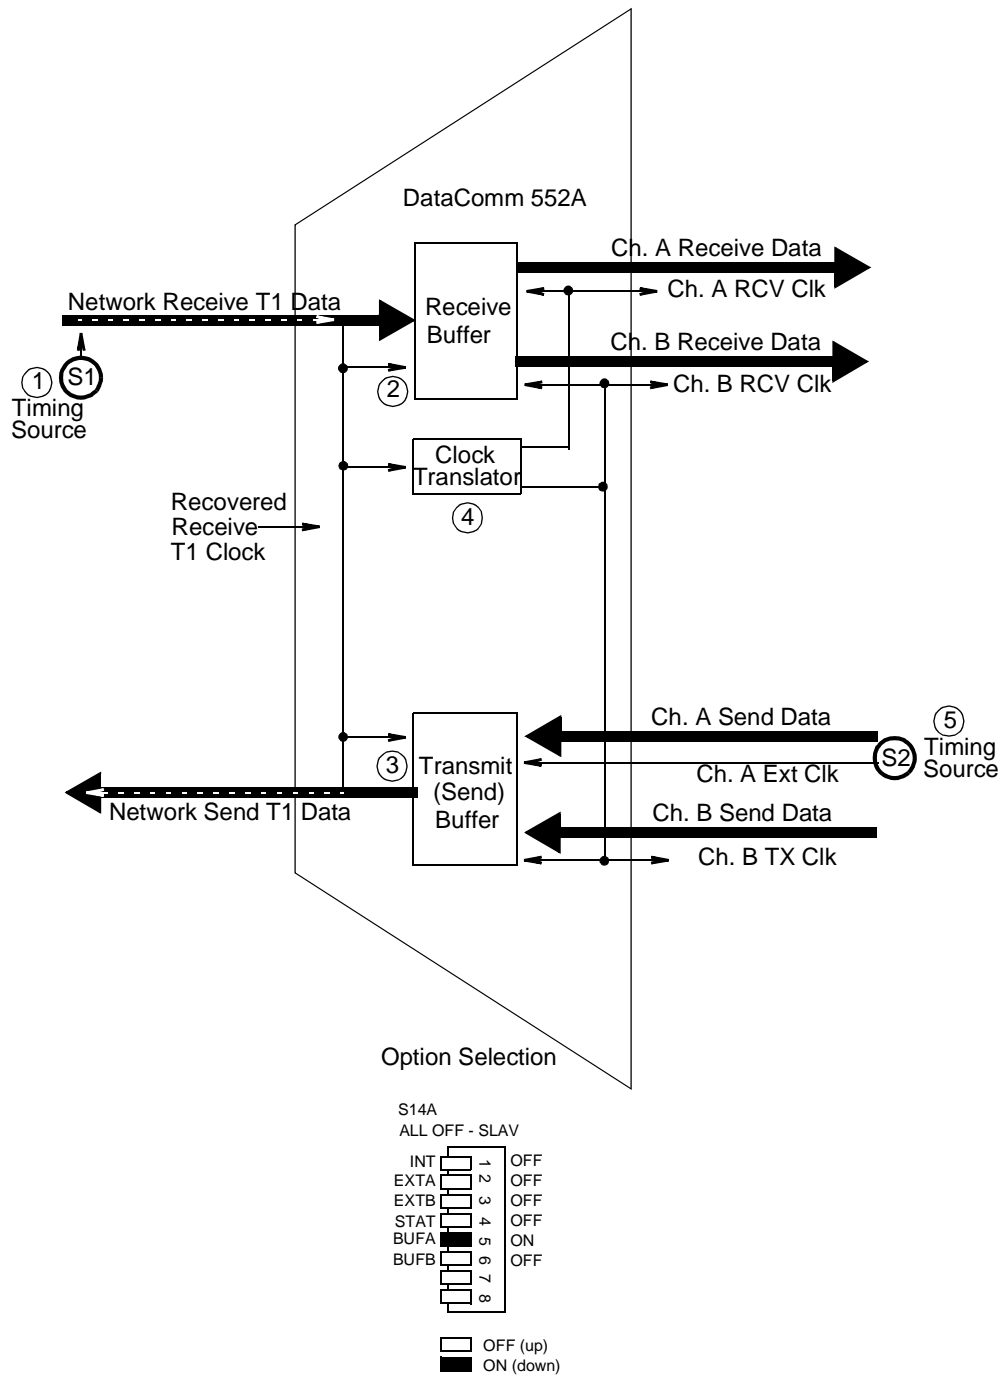 DataComm 552A
Ch. A Receive Data
Ch. A RCV Clk
Network Receive T1 Data
Receive
Buffer
Ch. B Receive Data
Ch. B RCV Clk
S1
1
Timing
Source
2
Clock
Translator
4
Recovered
Receive
T1 Clock
Ch. A Send Data
5
Timing
Source
S2
3
Transmit
(Send)
Buffer
Ch. A Ext Clk
Network Send T1 Data
Ch. B Send Data
Ch. B TX Clk
Option Selection
S14A
ALL OFF - SLAV
INT 1 OFF
EXTA 2 OFF
EXTB 3 OFF
STAT 4 OFF
BUFA 5 ON
BUFB 6 OFF
7
8
OFF (up)
ON (down)